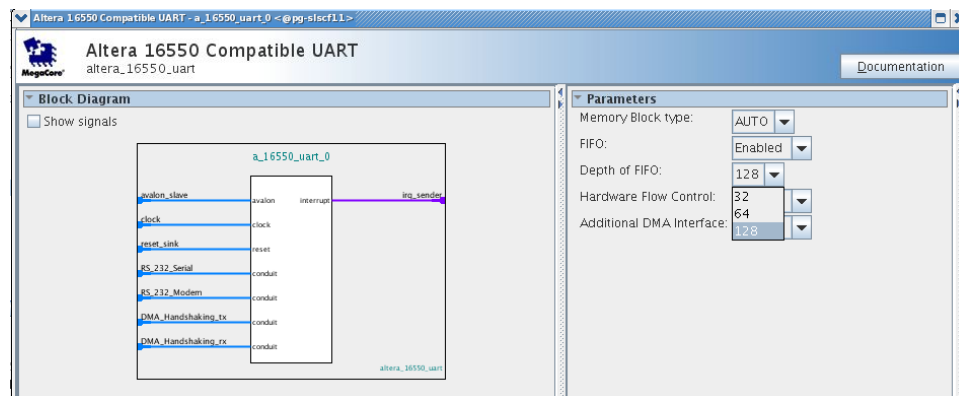 Altera 16550 Compatible UART - a_16550_uart_0 <@pg-slscf11>
MegaCore'
Altera 16550 Compatible UART
altera_16550_uart
Documentation
Block Diagram
Show signals
a_16550_uart_0
avalon_slave
avalon
interrupt
irq_sender
clock
clock
reset_sink
reset
RS_232_Serial
conduit
RS_232_Modem
conduit
DMA_Handshaking_tx
conduit
DMA_Handshaking_rx
conduit
altera_16550_uart
Parameters
Memory Block type: AUTO
FIFO: Enabled
Depth of FIFO: 128
Hardware Flow Control:
Additional DMA Interface:
32
64
128